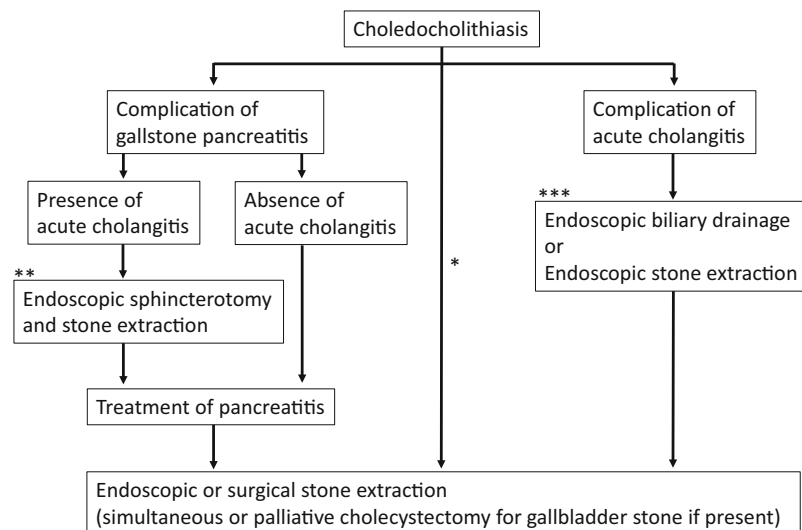 Choledocholithiasis
Complication of
gallstone pancreatitis
Complication of
acute cholangitis
Presence of
acute cholangitis
Absence of
acute cholangitis
***
Endoscopic biliary drainage
or
Endoscopic stone extraction
*
**
Endoscopic sphincterotomy
and stone extraction
Treatment of pancreatitis
Endoscopic or surgical stone extraction
(simultaneous or palliative cholecystectomy for gallbladder stone if present)